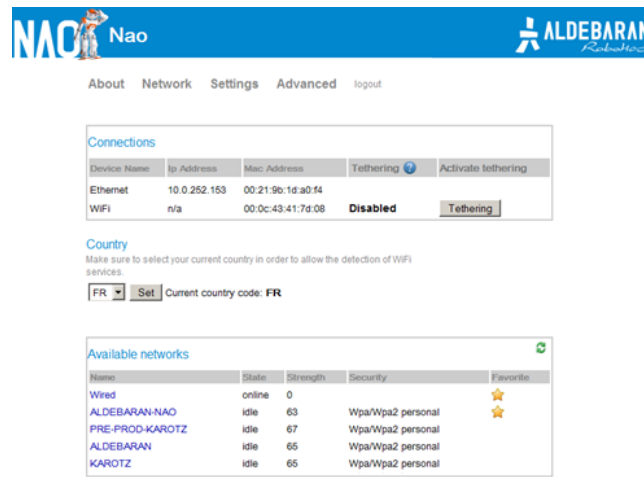 NAO Nao ALDEBARAN
Robotics
About Network Settings Advanced logout
Connections
Device Name Ip Address Mac Address Tethering ? Activate tethering
Ethernet 10.0.252.153 00:21:9b:1d:a0:f4
WiFi n/a 00:0c:43:41:7d:08 Disabled Tethering
Country
Make sure to select your current country in order to allow the detection of WiFi
services.
FR Set Current country code: FR
Available networks
Name State Strength Security Favorite
Wired online 0
ALDEBARAN-NAO idle 63 Wpa/Wpa2 personal
PRE-PROD-KAROTZ idle 67 Wpa/Wpa2 personal
ALDEBARAN idle 65 Wpa/Wpa2 personal
KAROTZ idle 65 Wpa/Wpa2 personal